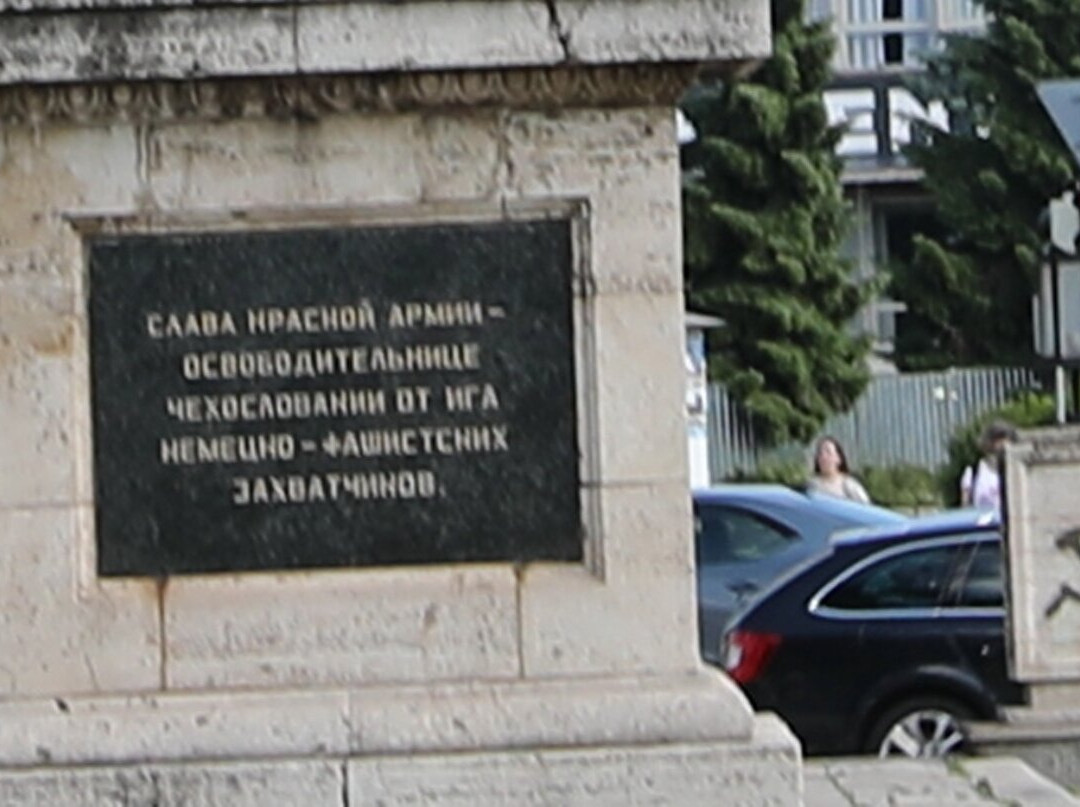 СЛАВА КРАСНОЙ АРМИИ –
ОСВОБОДИТЕЛЬНИЦЕ
ЧЕХОСЛОВАКИИ ОТ ИГА
НЕМЕЦКО – ФАШИСТСКИХ
ЗАХВАТЧИКОВ.